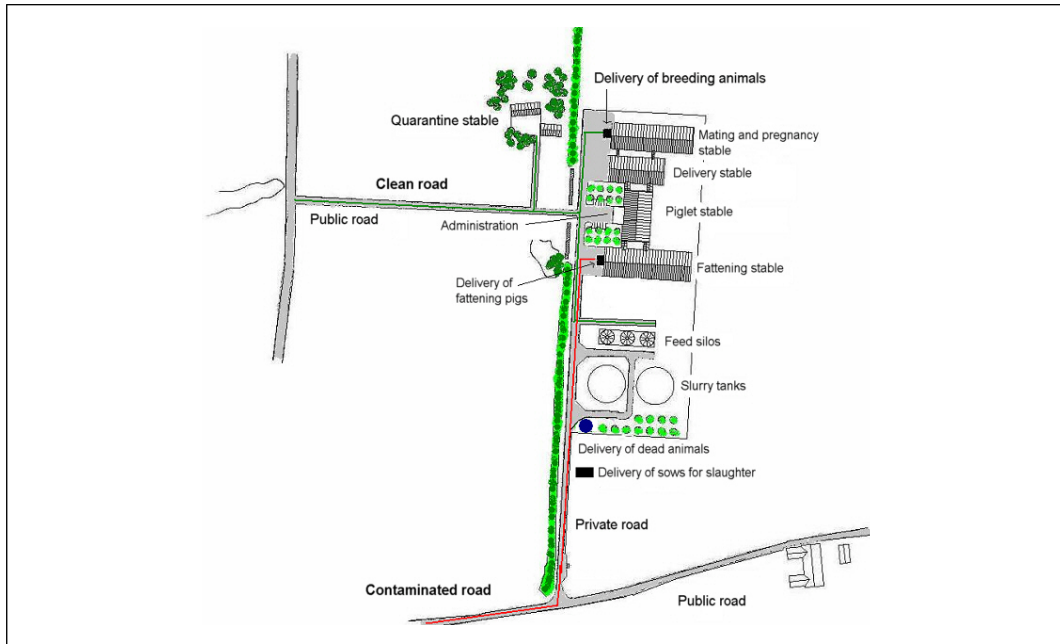 Delivery of breeding animals
Quarantine stable
Mating and pregnancy
stable
Delivery stable
Clean road
Piglet stable
Public road
Administration
Fattening stable
Delivery of
fattening pigs
Feed silos
Slurry tanks
Delivery of dead animals
Delivery of sows for slaughter
Private road
Contaminated road
Public road